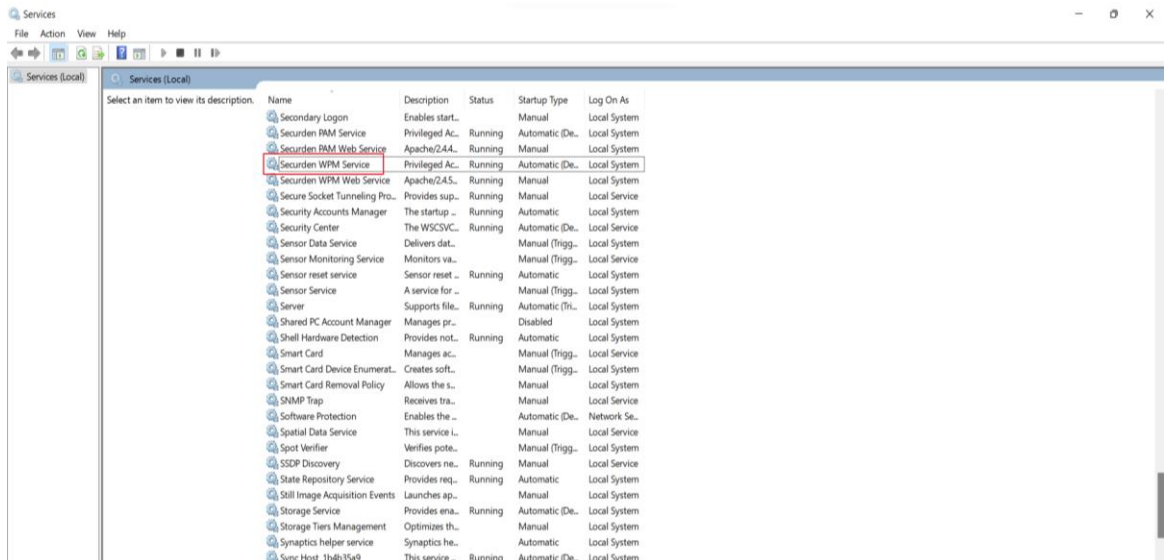 Services
File Action View Help
Services (Local)
Services (Local)
Select an item to view its description.
Name Description Status Startup Type Log On As
Secondary Logon Enables start... Manual Local System
Securden PAM Service Privileged Ac... Running Automatic (De... Local System
Securden PAM Web Service Apache/2.4.4... Running Manual Local System
Securden WPM Service Privileged Ac... Running Automatic (De... Local System
Securden WPM Web Service Apache/2.4.5... Running Manual Local System
Secure Socket Tunneling Pro... Provides sup... Running Manual Local Service
Security Accounts Manager The startup ... Running Automatic Local System
Security Center The WSCSVC... Running Automatic (De... Local Service
Sensor Data Service Delivers dat... Manual (Trigg... Local System
Sensor Monitoring Service Monitors va... Manual (Trigg... Local Service
Sensor reset service Sensor reset ... Running Automatic Local System
Sensor Service A service for ... Manual (Trigg... Local System
Server Supports file... Running Automatic (Tri... Local System
Shared PC Account Manager Manages pr... Disabled Local System
Shell Hardware Detection Provides not... Running Automatic Local System
Smart Card Manages ac... Manual (Trigg... Local Service
Smart Card Device Enumerat... Creates soft... Manual (Trigg... Local System
Smart Card Removal Policy Allows the s... Manual Local System
SNMP Trap Receives tra... Manual Local Service
Software Protection Enables the ... Automatic (De... Network Se...
Spatial Data Service This service i... Manual Local Service
Spot Verifier Verifies pote... Manual (Trigg... Local System
SSDP Discovery Discovers ne... Running Manual Local Service
State Repository Service Provides req... Running Automatic Local System
Still Image Acquisition Events Launches ap... Manual Local System
Storage Service Provides ena... Running Automatic (De... Local System
Storage Tiers Management Optimizes th... Manual Local System
Synaptics helper service Synaptics he... Automatic Local System
Sync Host_1b4b35a9 This service ... Running Automatic (De... Local System